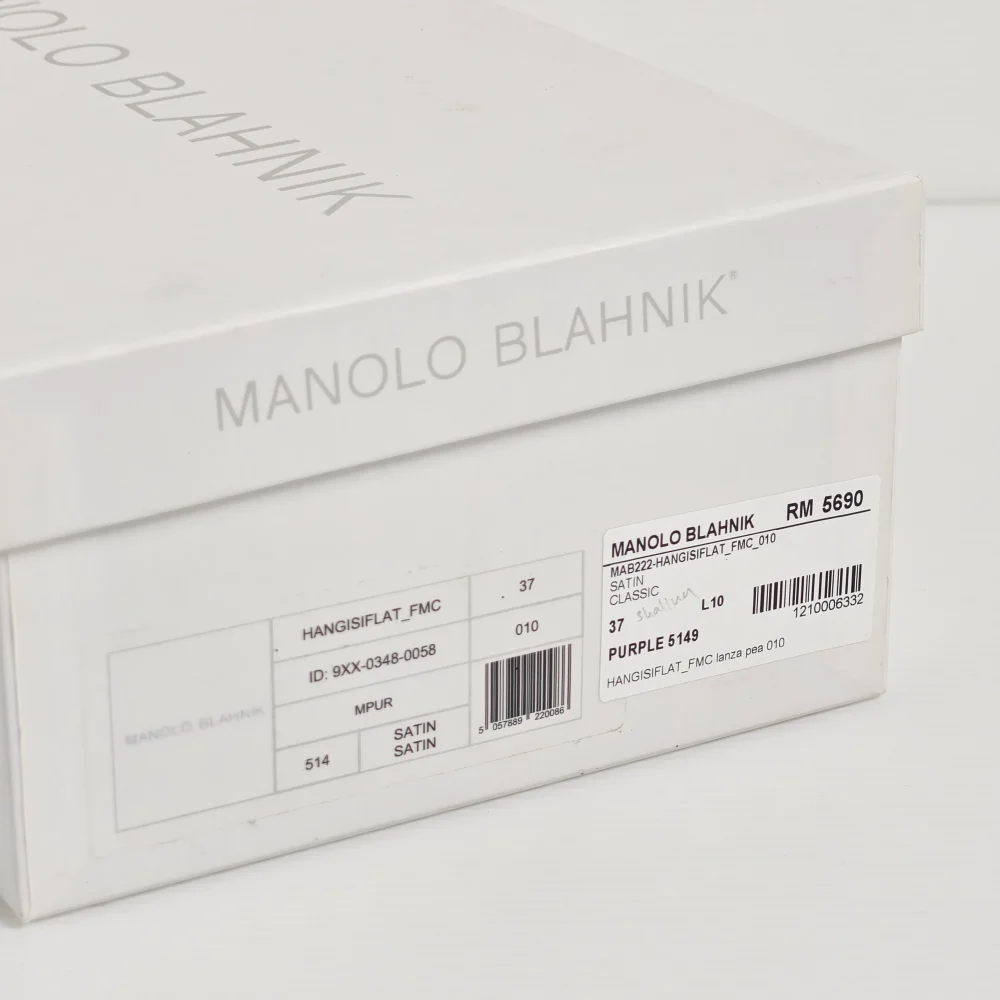 MANOLO BLAHNIK
MANOLO BLAHNIK®
MANOLO BLAHNIK
HANGISIFLAT_FMC
37
ID: 9XX-0348-0058
010
MPUR
514
SATIN
SATIN
5 057889 220086
MANOLO BLAHNIK RM 5690
MAB222-HANGISIFLAT_FMC_010
SATIN
CLASSIC
37 L10
1210006332
PURPLE 5149
HANGISIFLAT_FMC lanza pea 010